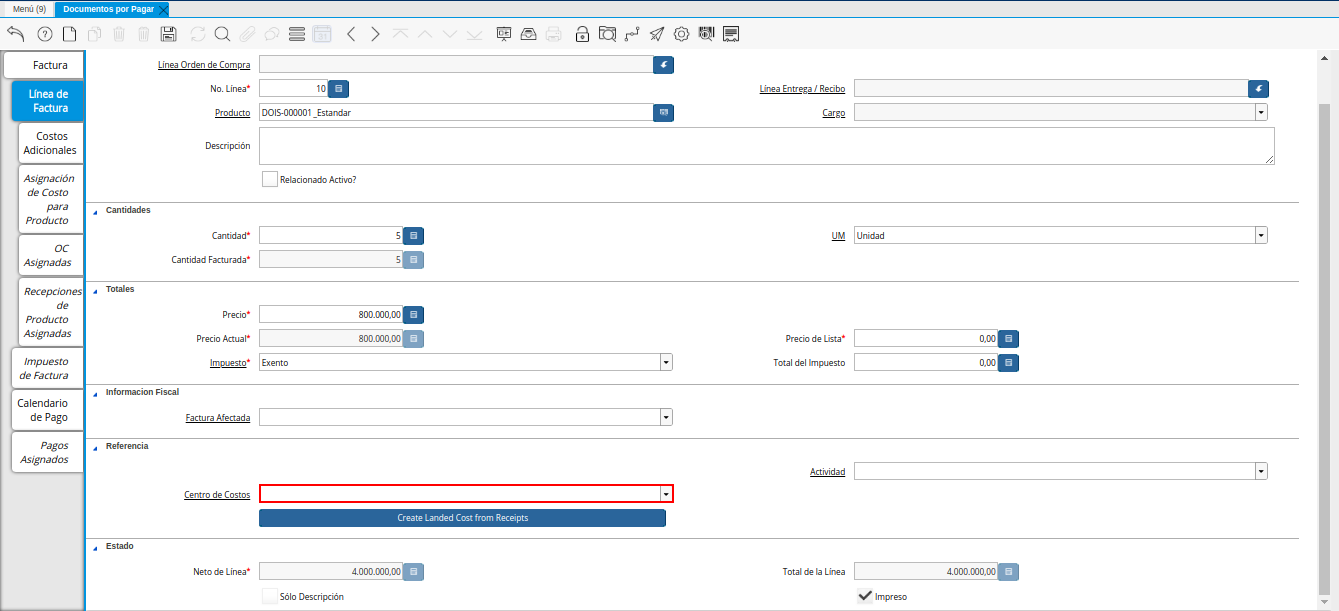 Menú (9)
Documentos por Pagar
Factura
Línea de
Factura
Costos
Adicionales
Asignación
de Costo
para
Producto
OC
Asignadas
Recepciones
de
Producto
Asignadas
Impuesto
de Factura
Calendario
de Pago
Pagos
Asignados
Línea Orden de Compra
No. Línea* 10
Línea Entrega / Recibo
Producto DOIS-000001_Estandar
Cargo
Descripción
Relacionado Activo?
Cantidades
Cantidad* 5
UM Unidad
Cantidad Facturada* 5
Totales
Precio* 800.000,00
Precio Actual* 800.000,00
Precio de Lista* 0,00
Impuesto* Exento
Total del Impuesto 0,00
Informacion Fiscal
Factura Afectada
Referencia
Actividad
Centro de Costos
Create Landed Cost from Receipts
Estado
Neto de Línea* 4.000.000,00
Total de la Línea 4.000.000,00
Sólo Descripción
Impreso